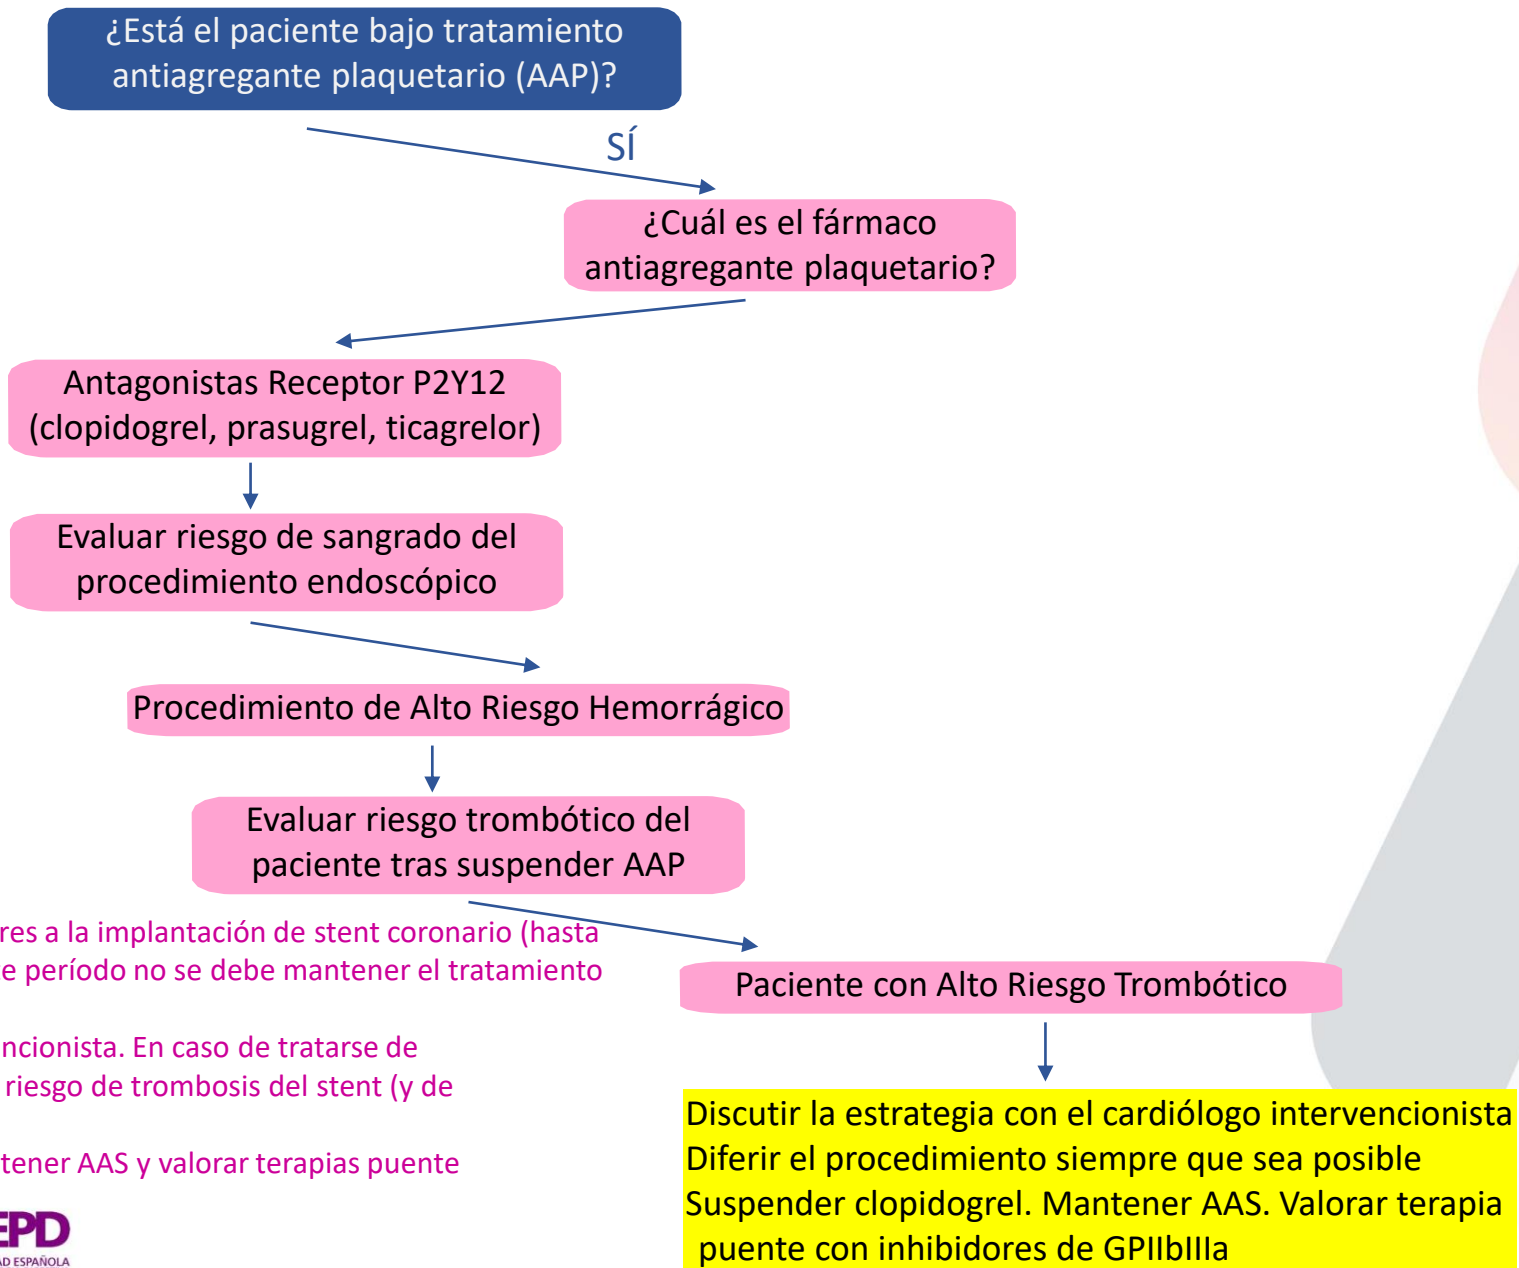 ¿Está el paciente bajo tratamiento
antiagregante plaquetario (AAP)?
SÍ
¿Cuál es el fármaco
antiagregante plaquetario?
Antagonistas Receptor P2Y12
(clopidogrel, prasugrel, ticagrelor)
Evaluar riesgo de sangrado del
procedimiento endoscópico
Procedimiento de Alto Riesgo Hemorrágico
Evaluar riesgo trombótico del
paciente tras suspender AAP
res a la implantación de stent coronario (hasta
te período no se debe mantener el tratamiento
ncionista. En caso de tratarse de
riesgo de trombosis del stent (y de
tener AAS y valorar terapias puente
Paciente con Alto Riesgo Trombótico
Discutir la estrategia con el cardiólogo intervencionista
Diferir el procedimiento siempre que sea posible
Suspender clopidogrel. Mantener AAS. Valorar terapia
puente con inhibidores de GPIIbIIIa
EPD
AD ESPAÑOLA